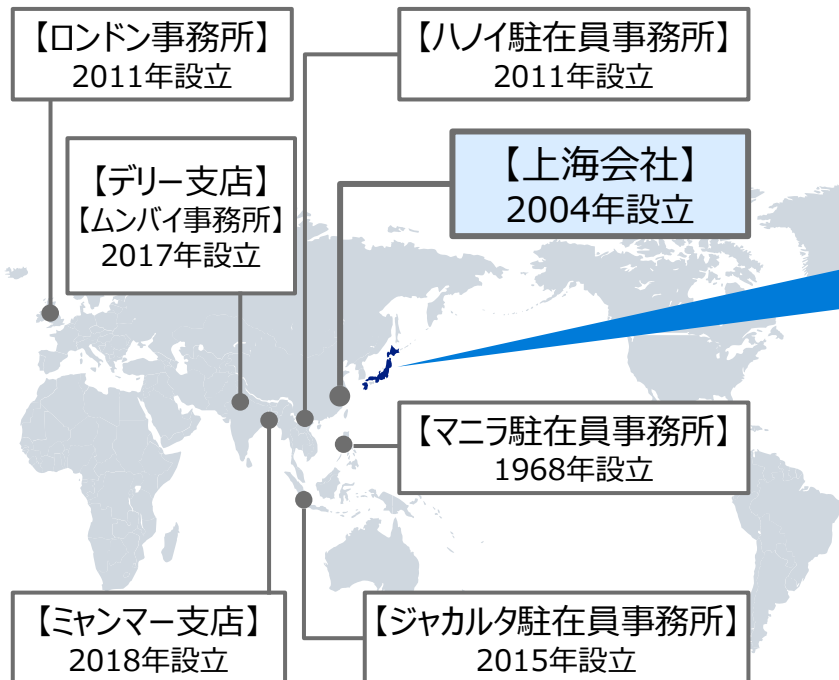 【ロンドン事務所】
2011年設立
【ハノイ駐在員事務所】
2011年設立
【デリー支店】
【ムンバイ事務所】
2017年設立
【上海会社】
2004年設立
【マニラ駐在員事務所】
1968年設立
【ミャンマー支店】
2018年設立
【ジャカルタ駐在員事務所】
2015年設立